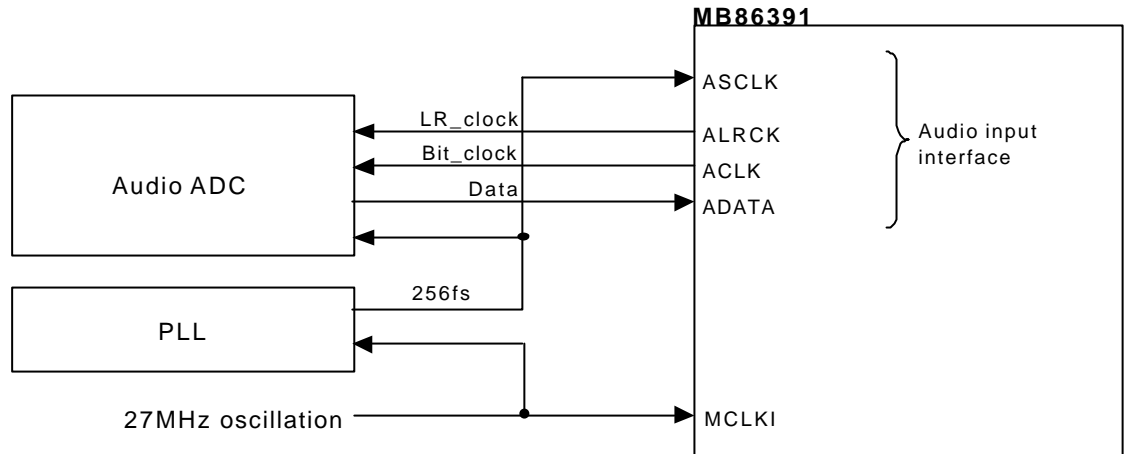 MB86391
ASCLK
LR_clock
ALRCK
Audio input
interface
Bit_clock
ACLK
Audio ADC
Data
ADATA
256fs
PLL
27MHz oscillation
MCLKI